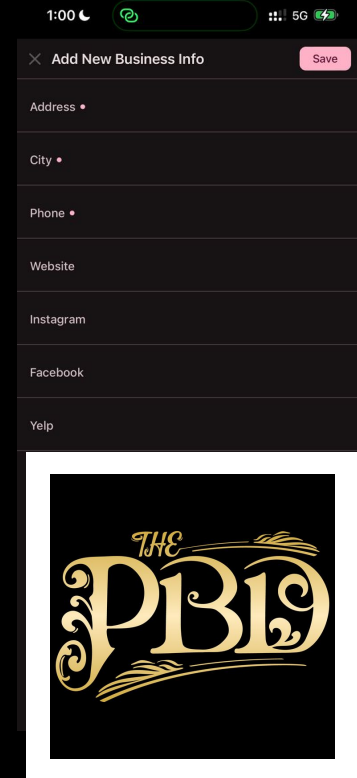 1:00 5G
Add New Business Info Save
Address •
City •
Phone •
Website
Instagram
Facebook
Yelp
THE
PBD